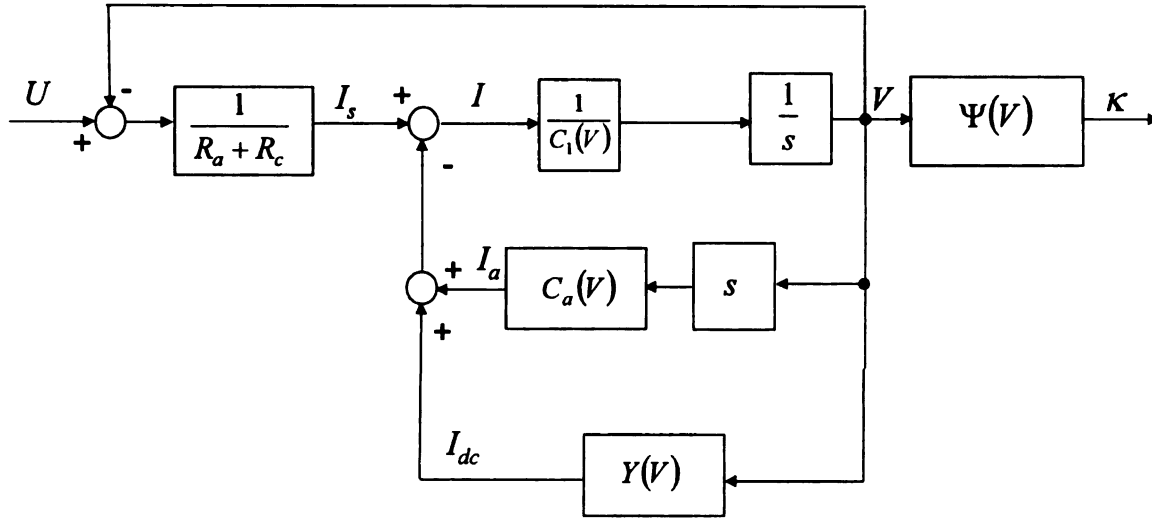 U + -
1
R_a + R_c
I_s + -
I
1
C_1(V)
1
s
V
Ψ(V)
κ
+ I_a
C_a(V)
s
+
I_dc
Y(V)